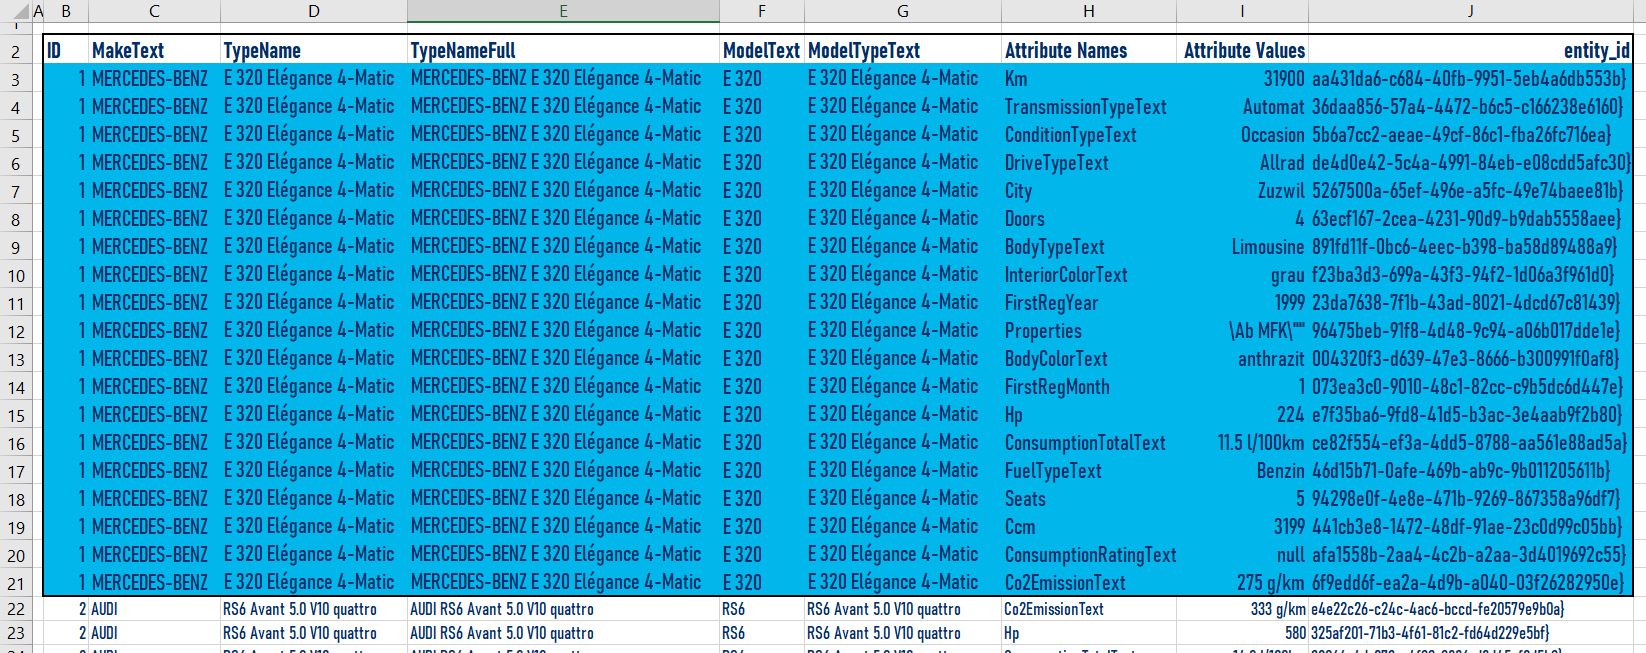 A B C D E F G H I J
1
2 ID MakeText TypeName TypeNameFull ModelText ModelTypeText Attribute Names Attribute Values entity_id
3 1 MERCEDES-BENZ E 320 Elégance 4-Matic MERCEDES-BENZ E 320 Elégance 4-Matic E 320 E 320 Elégance 4-Matic Km 31900 aa431da6-c684-40fb-9951-5eb4a6db553b}
4 1 MERCEDES-BENZ E 320 Elégance 4-Matic MERCEDES-BENZ E 320 Elégance 4-Matic E 320 E 320 Elégance 4-Matic TransmissionTypeText Automat 36daa856-57a4-4472-b6c5-c166238e6160}
5 1 MERCEDES-BENZ E 320 Elégance 4-Matic MERCEDES-BENZ E 320 Elégance 4-Matic E 320 E 320 Elégance 4-Matic ConditionTypeText Occasion 5b6a7cc2-aeae-49cf-86c1-fba26fc716ea}
6 1 MERCEDES-BENZ E 320 Elégance 4-Matic MERCEDES-BENZ E 320 Elégance 4-Matic E 320 E 320 Elégance 4-Matic DriveTypeText Allrad de4d0e42-5c4a-4991-84eb-e08cdd5afc30}
7 1 MERCEDES-BENZ E 320 Elégance 4-Matic MERCEDES-BENZ E 320 Elégance 4-Matic E 320 E 320 Elégance 4-Matic City Zuzwil 5267500a-65ef-496e-a5fc-49e74baee81b}
8 1 MERCEDES-BENZ E 320 Elégance 4-Matic MERCEDES-BENZ E 320 Elégance 4-Matic E 320 E 320 Elégance 4-Matic Doors 4 63ecf167-2cea-4231-90d9-b9dab5558aee}
9 1 MERCEDES-BENZ E 320 Elégance 4-Matic MERCEDES-BENZ E 320 Elégance 4-Matic E 320 E 320 Elégance 4-Matic BodyTypeText Limousine 891fd11f-0bc6-4eec-b398-ba58d89488a9}
10 1 MERCEDES-BENZ E 320 Elégance 4-Matic MERCEDES-BENZ E 320 Elégance 4-Matic E 320 E 320 Elégance 4-Matic InteriorColorText grau f23ba3d3-699a-43f3-94f2-1d06a3f961d0}
11 1 MERCEDES-BENZ E 320 Elégance 4-Matic MERCEDES-BENZ E 320 Elégance 4-Matic E 320 E 320 Elégance 4-Matic FirstRegYear 1999 23da7638-7f1b-43ad-8021-4dcd67c81439}
12 1 MERCEDES-BENZ E 320 Elégance 4-Matic MERCEDES-BENZ E 320 Elégance 4-Matic E 320 E 320 Elégance 4-Matic Properties \Ab MFK\"" 96475beb-91f8-4d48-9c94-a06b017dde1e}
13 1 MERCEDES-BENZ E 320 Elégance 4-Matic MERCEDES-BENZ E 320 Elégance 4-Matic E 320 E 320 Elégance 4-Matic BodyColorText anthrazit 004320f3-d639-47e3-8666-b300991f0af8}
14 1 MERCEDES-BENZ E 320 Elégance 4-Matic MERCEDES-BENZ E 320 Elégance 4-Matic E 320 E 320 Elégance 4-Matic FirstRegMonth 1 073ea3c0-9010-48c1-82cc-c9b5dc6d447e}
15 1 MERCEDES-BENZ E 320 Elégance 4-Matic MERCEDES-BENZ E 320 Elégance 4-Matic E 320 E 320 Elégance 4-Matic Hp 224 e7f35ba6-9fd8-41d5-b3ac-3e4aab9f2b80}
16 1 MERCEDES-BENZ E 320 Elégance 4-Matic MERCEDES-BENZ E 320 Elégance 4-Matic E 320 E 320 Elégance 4-Matic ConsumptionTotalText 11.5 l/100km ce82f554-ef3a-4dd5-8788-aa561e88ad5a}
17 1 MERCEDES-BENZ E 320 Elégance 4-Matic MERCEDES-BENZ E 320 Elégance 4-Matic E 320 E 320 Elégance 4-Matic FuelTypeText Benzin 46d15b71-0afe-469b-ab9c-9b011205611b}
18 1 MERCEDES-BENZ E 320 Elégance 4-Matic MERCEDES-BENZ E 320 Elégance 4-Matic E 320 E 320 Elégance 4-Matic Seats 5 94298e0f-4e8e-471b-9269-867358a96df7}
19 1 MERCEDES-BENZ E 320 Elégance 4-Matic MERCEDES-BENZ E 320 Elégance 4-Matic E 320 E 320 Elégance 4-Matic Ccm 3199 441cb3e8-1472-48df-91ae-23c0d99c05bb}
20 1 MERCEDES-BENZ E 320 Elégance 4-Matic MERCEDES-BENZ E 320 Elégance 4-Matic E 320 E 320 Elégance 4-Matic ConsumptionRatingText null afa1558b-2aa4-4c2b-a2aa-3d4019692c55}
21 1 MERCEDES-BENZ E 320 Elégance 4-Matic MERCEDES-BENZ E 320 Elégance 4-Matic E 320 E 320 Elégance 4-Matic Co2EmissionText 275 g/km 6f9edd6f-ea2a-4d9b-a040-03f26282950e}
22 2 AUDI RS6 Avant 5.0 V10 quattro AUDI RS6 Avant 5.0 V10 quattro RS6 RS6 Avant 5.0 V10 quattro Co2EmissionText 333 g/km e4e22c26-c24c-4ac6-bccd-fe20579e9b0a}
23 2 AUDI RS6 Avant 5.0 V10 quattro AUDI RS6 Avant 5.0 V10 quattro RS6 RS6 Avant 5.0 V10 quattro Hp 580 325af201-71b3-4f61-81c2-fd64d229e5bf}